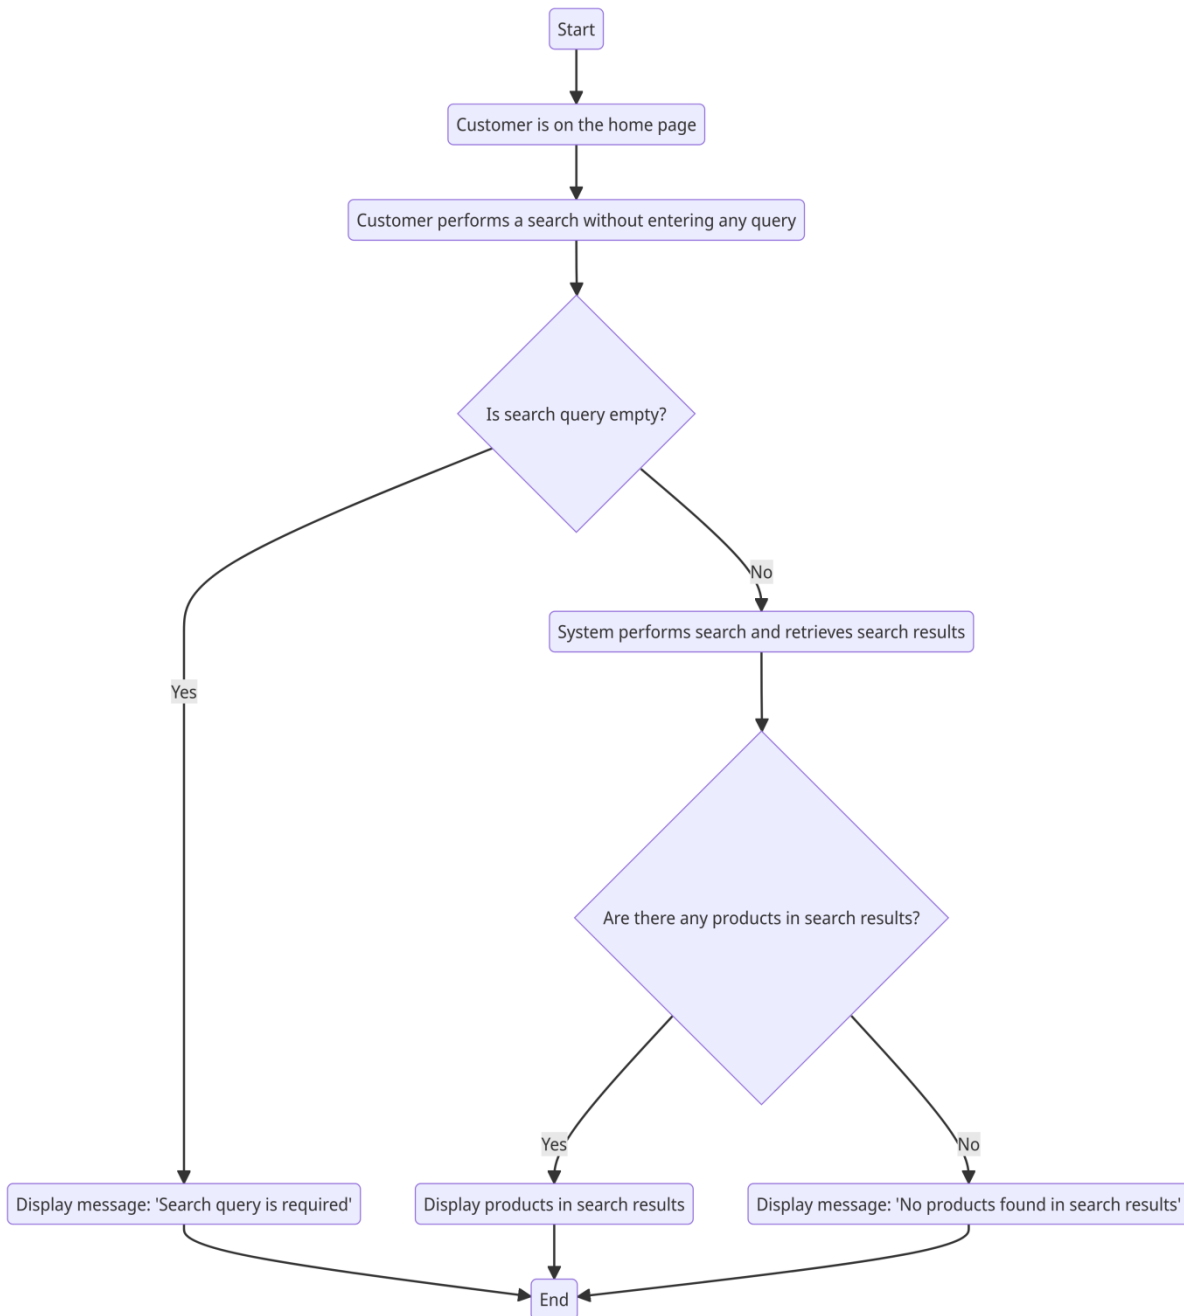 Start
Customer is on the home page
Customer performs a search without entering any query
Is search query empty?
No
System performs search and retrieves search results
Yes
Are there any products in search results?
Yes
No
Display message: 'Search query is required'
Display products in search results
Display message: 'No products found in search results'
End